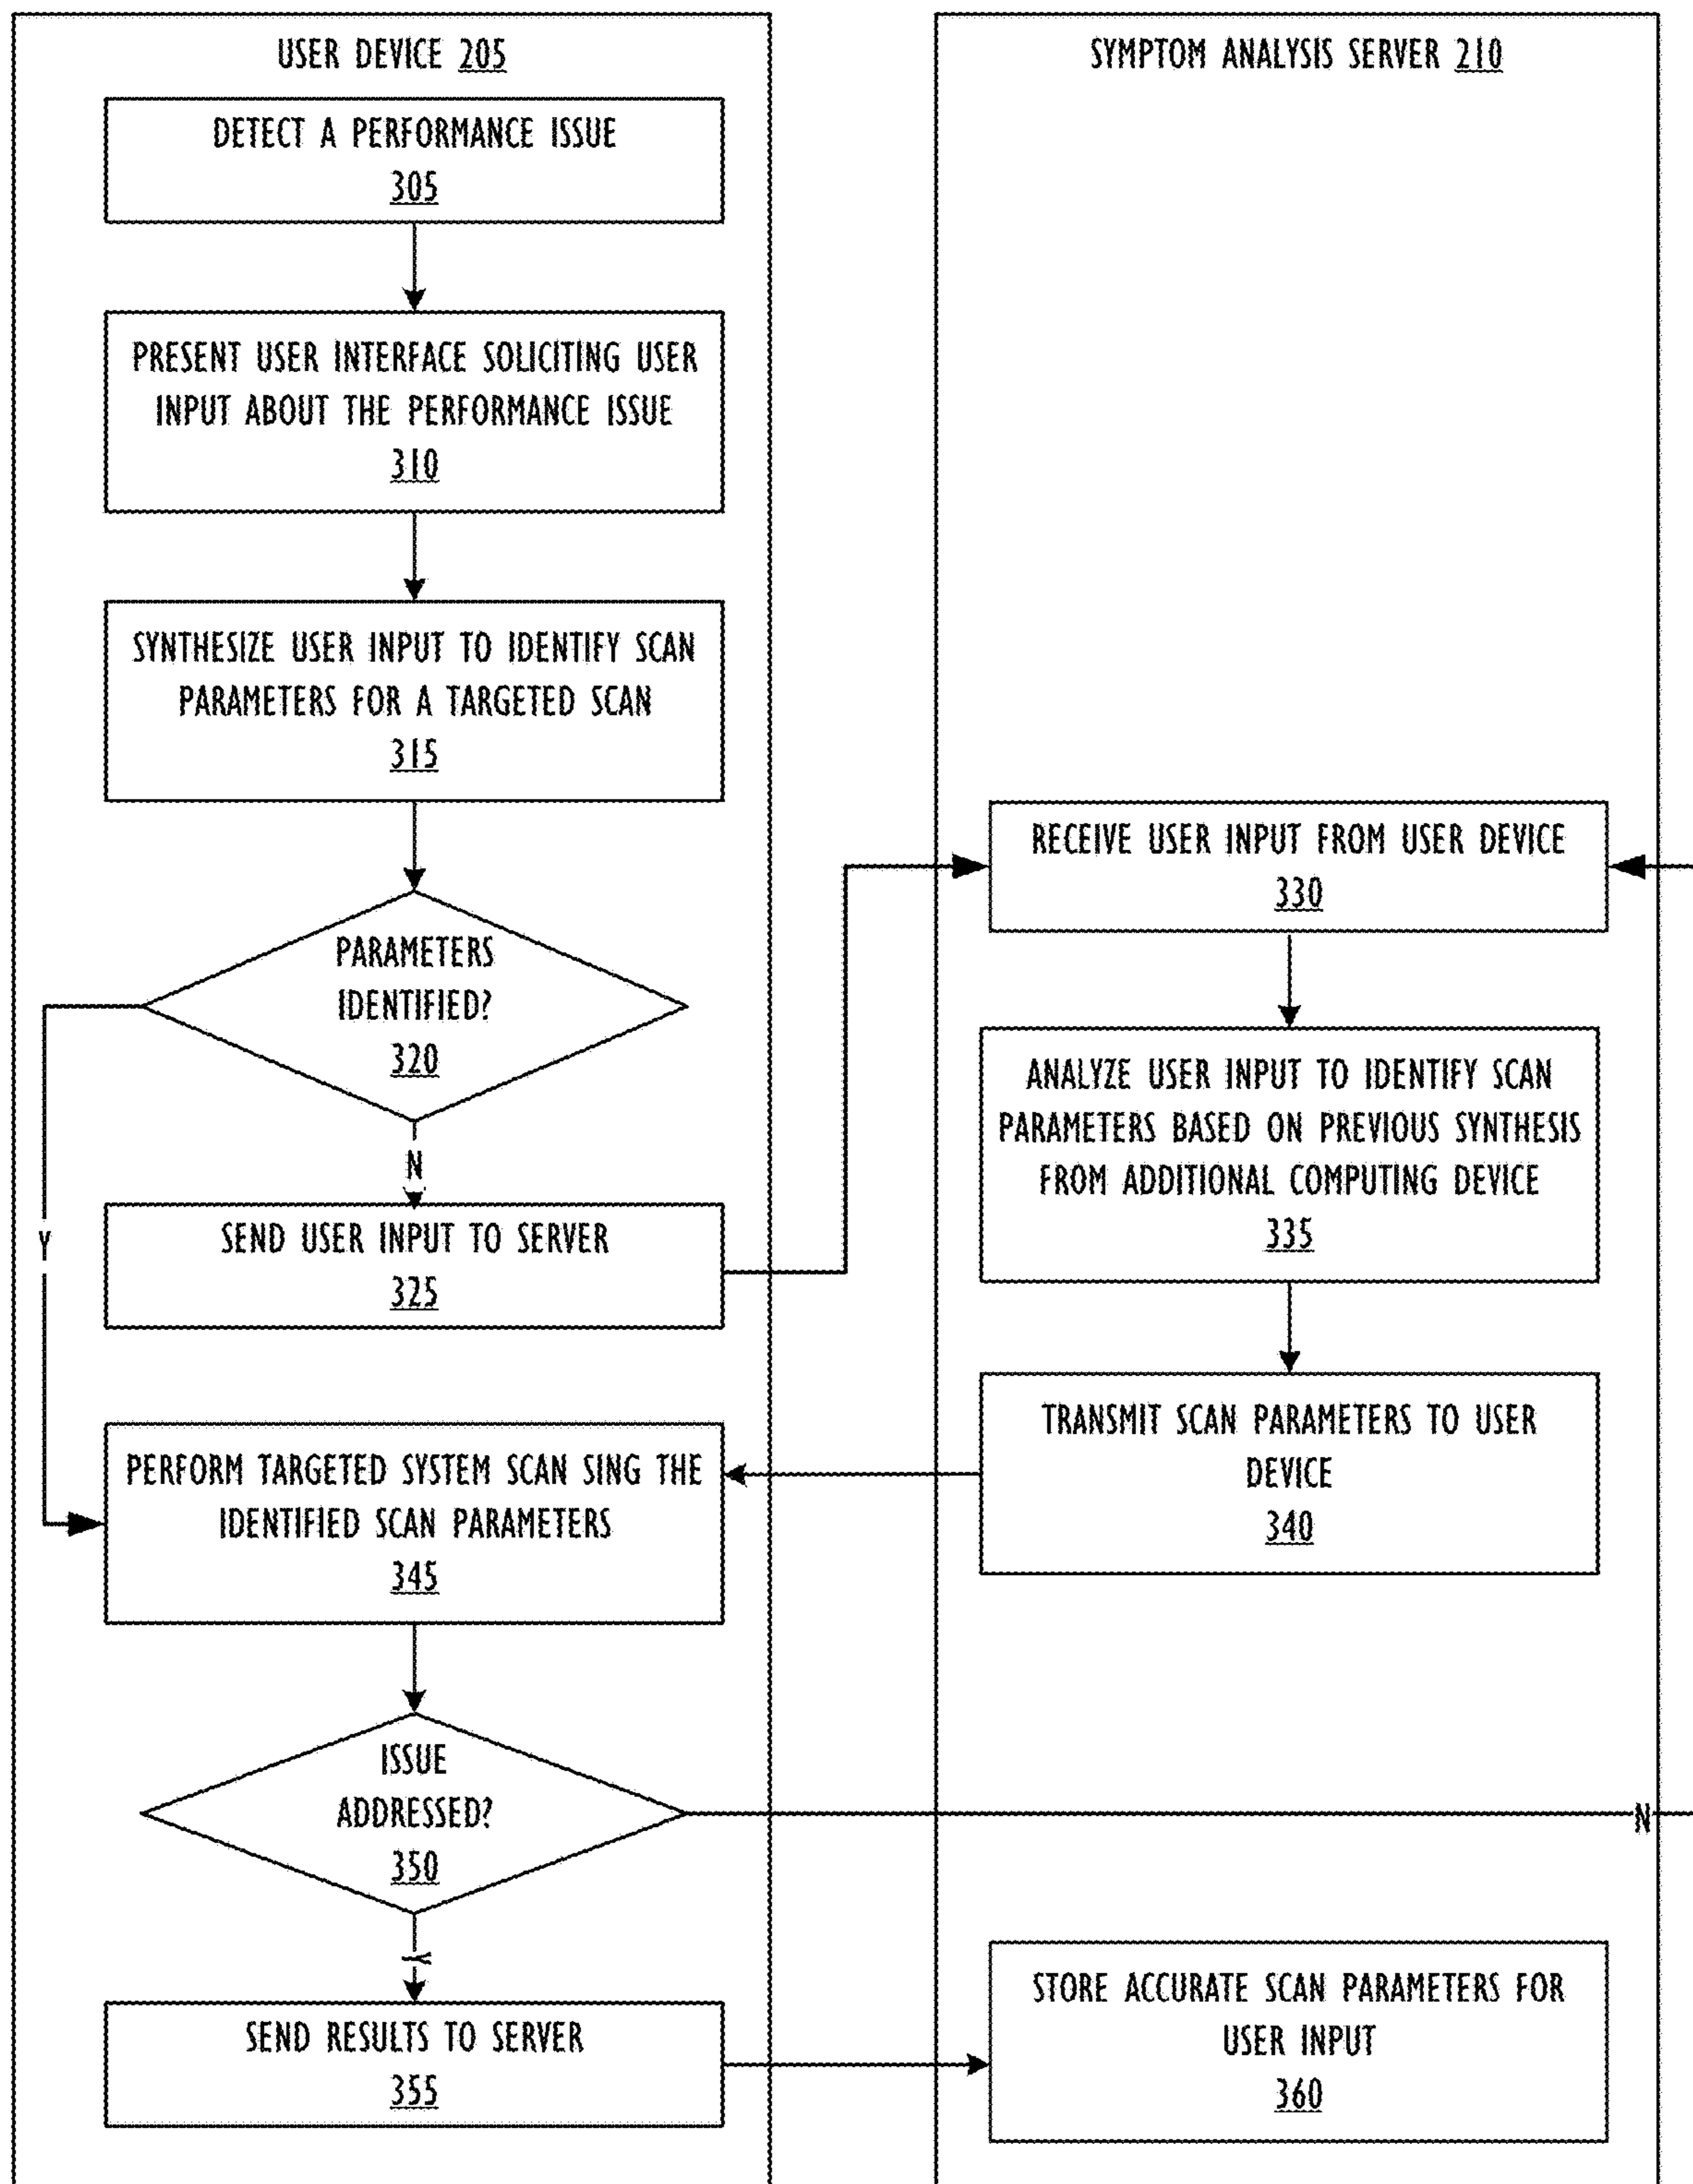 USER DEVICE 205
DETECT A PERFORMANCE ISSUE
305
PRESENT USER INTERFACE SOLICITING USER
INPUT ABOUT THE PERFORMANCE ISSUE
310
SYNTHESIZE USER INPUT TO IDENTIFY SCAN
PARAMETERS FOR A TARGETED SCAN
315
PARAMETERS
IDENTIFIED?
320
N
Y
SEND USER INPUT TO SERVER
325
PERFORM TARGETED SYSTEM SCAN SING THE
IDENTIFIED SCAN PARAMETERS
345
ISSUE
ADDRESSED?
350
N
Y
SEND RESULTS TO SERVER
355
SYMPTOM ANALYSIS SERVER 210
RECEIVE USER INPUT FROM USER DEVICE
330
ANALYZE USER INPUT TO IDENTIFY SCAN
PARAMETERS BASED ON PREVIOUS SYNTHESIS
FROM ADDITIONAL COMPUTING DEVICE
335
TRANSMIT SCAN PARAMETERS TO USER
DEVICE
340
STORE ACCURATE SCAN PARAMETERS FOR
USER INPUT
360